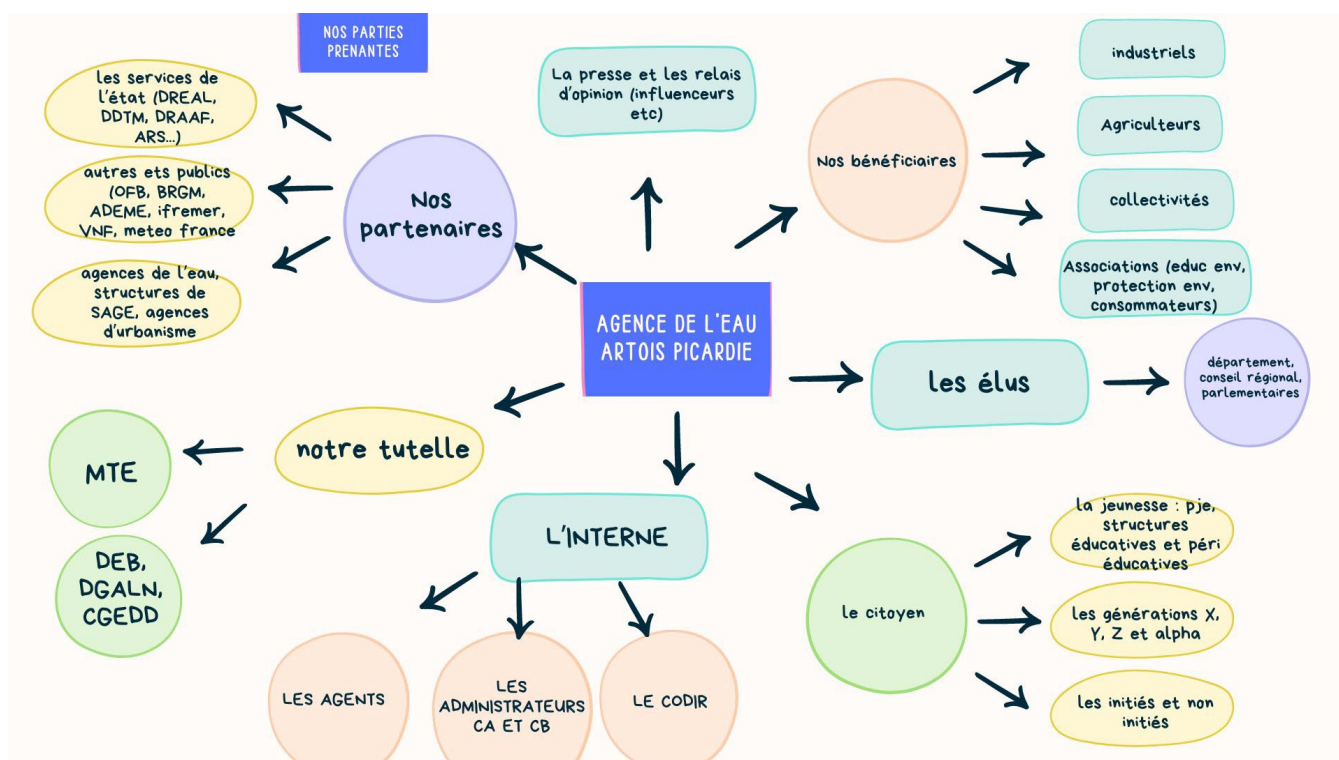 NOS PARTIES
PRENANTES
les services de
l'état (DREAL,
DDTM, DRAAF,
ARS...)
autres ets publics
(OFB, BRGM,
ADEME, ifremer,
VNF, meteo france
agences de l'eau,
structures de
SAGE, agences
d'urbanisme
Nos
partenaires
La presse et les relais
d'opinion (influenceurs
etc)
Nos bénéficiaires
industriels
Agriculteurs
collectivités
Associations (educ env,
protection env,
consommateurs)
AGENCE DE L'EAU
ARTOIS PICARDIE
les élus
département,
conseil régional,
parlementaires
notre tutelle
MTE
DEB,
DGALN,
CGEDD
L'INTERNE
LES AGENTS
LES
ADMINISTRATEURS
CA ET CB
LE CODIR
le citoyen
la jeunesse : pje,
structures
éducatives et péri
éducatives
les générations X,
Y, Z et alpha
les initiés et non
initiés